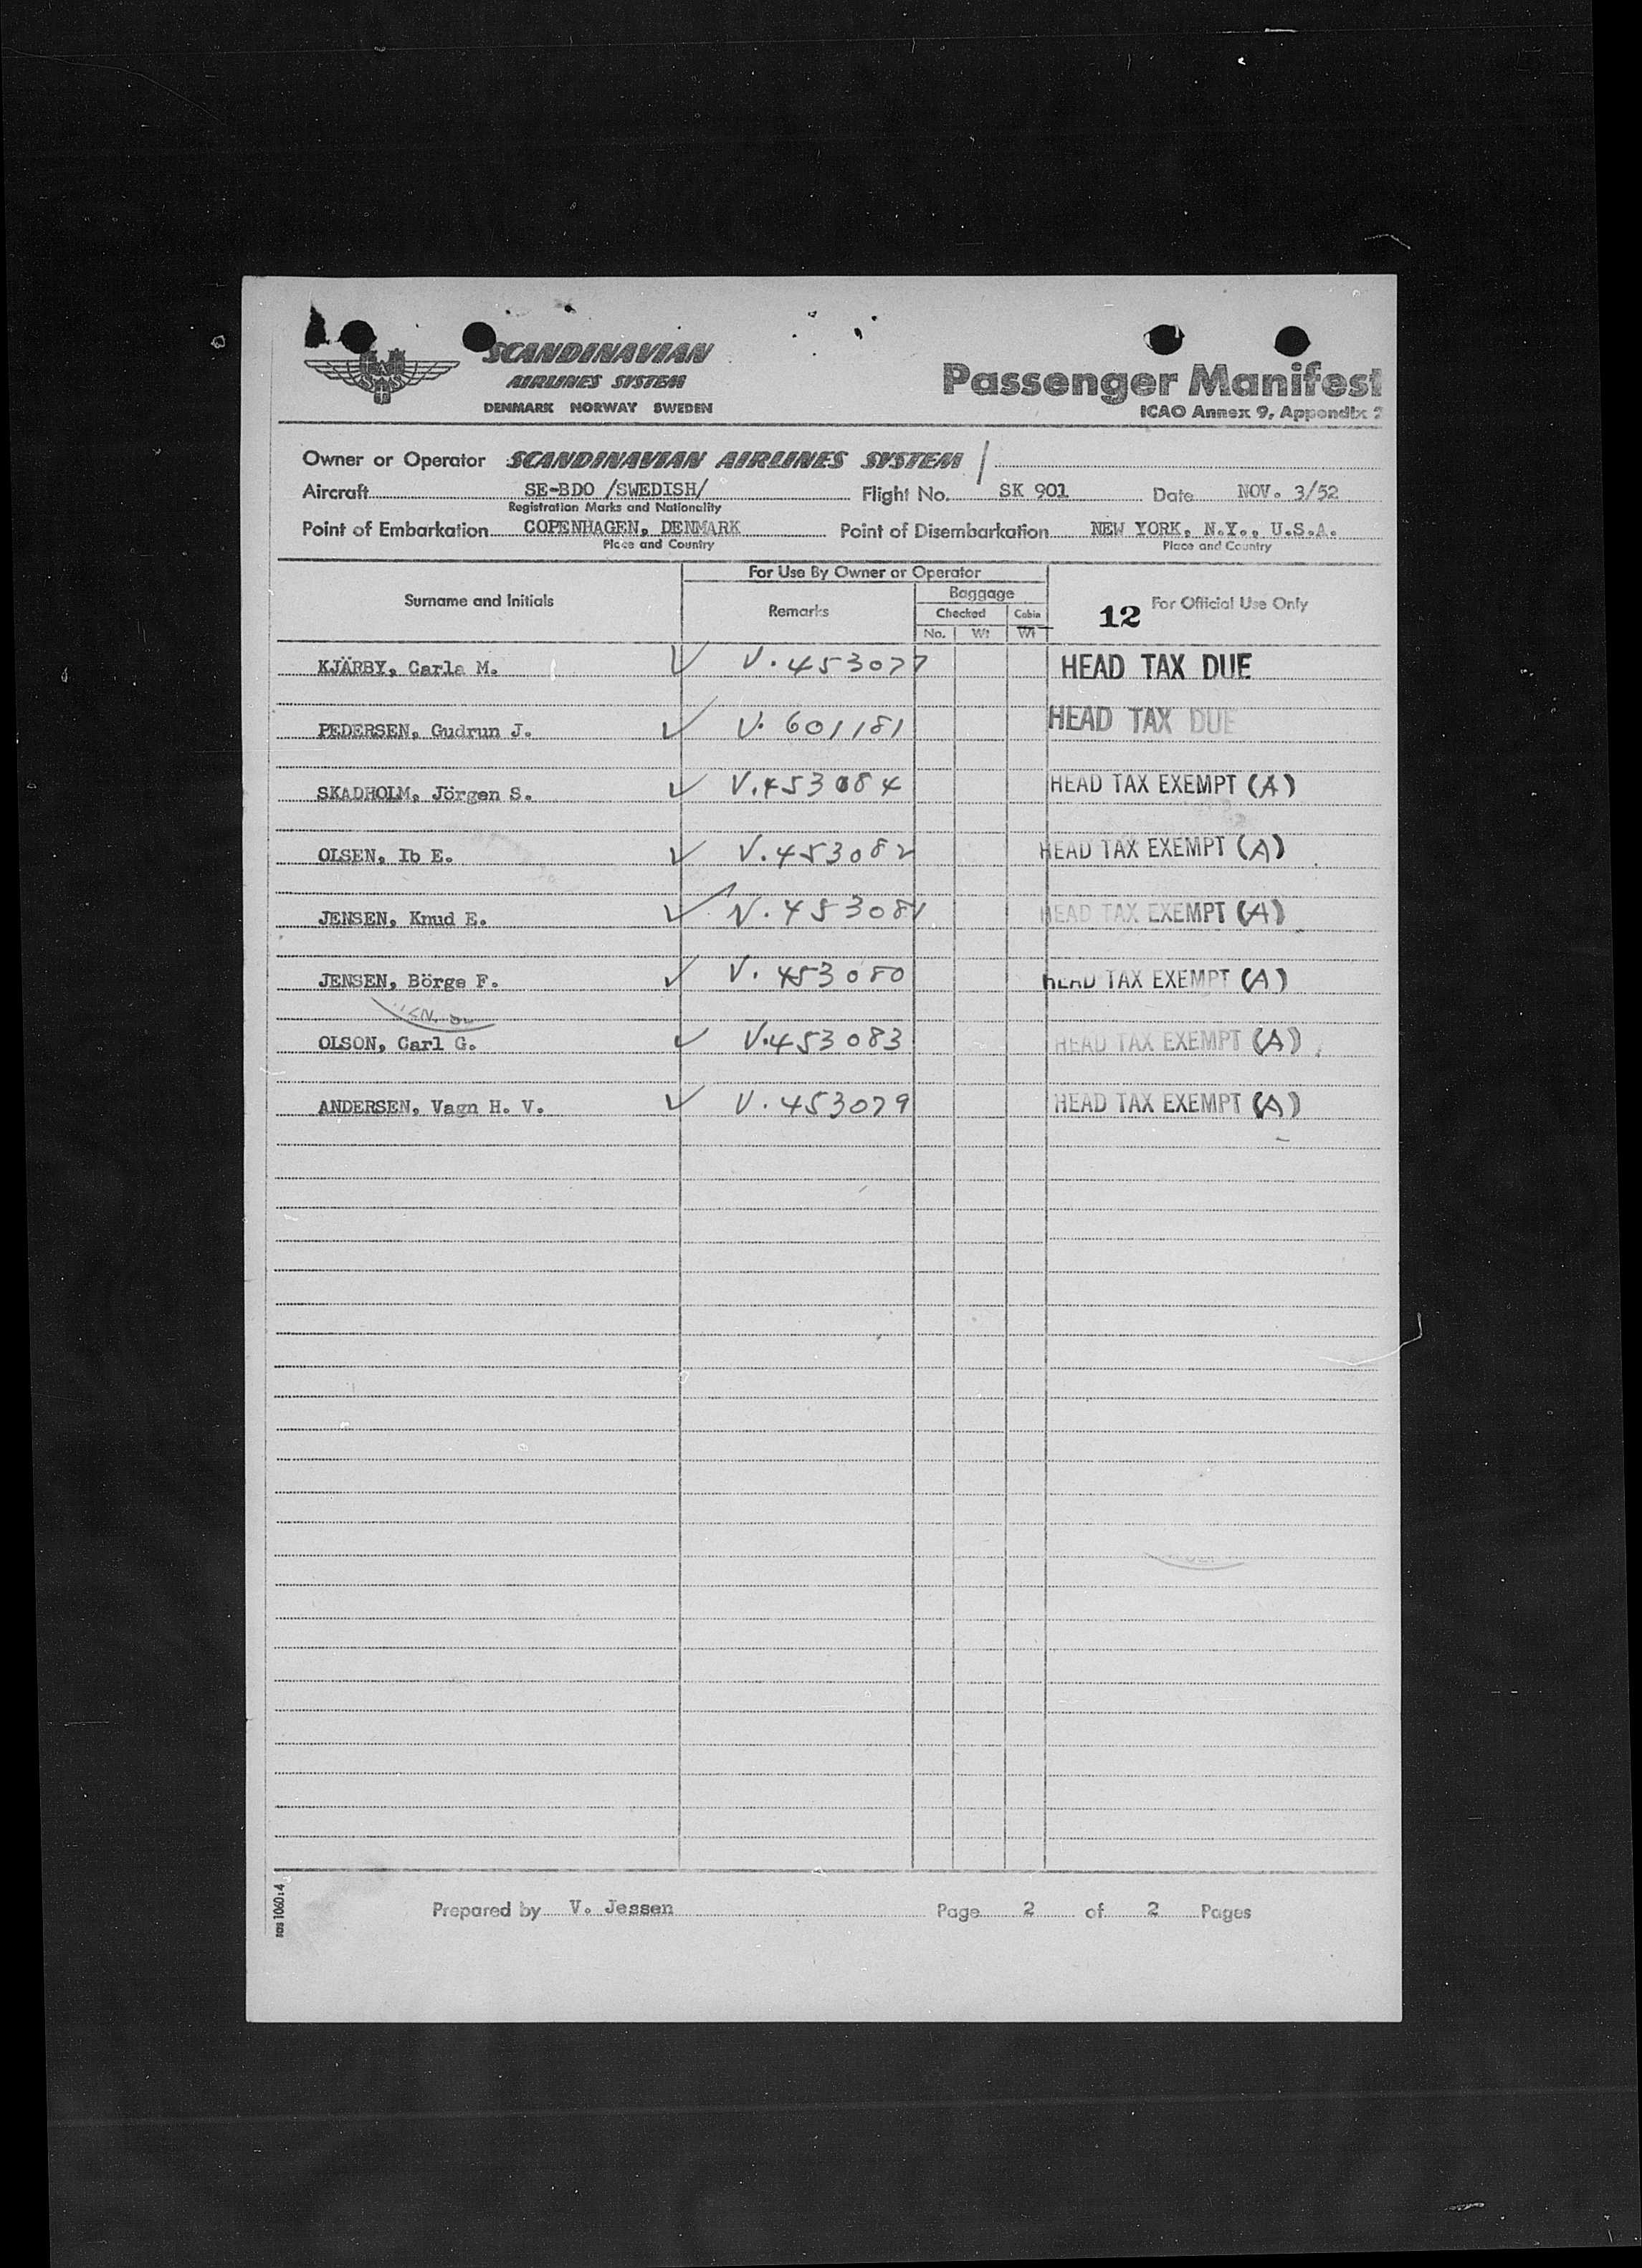 SCANDINAVIAN
AIRLINES SYSTEM
DENMARK NORWAY SWEDEN
Passenger Manifest
ICAO Annex 9, Appendix 2
Owner or Operator SCANDINAVIAN AIRLINES SYSTEM /
Aircraft SE-BDO /SWEDISH/ Flight No. SK 901 Date NOV. 3/52
Registration Marks and Nationality
Point of Embarkation COPENHAGEN, DENMARK Point of Disembarkation NEW YORK, N.Y., U.S.A.
Place and Country Place and Country
For Use By Owner or Operator
Surname and Initials Remarks Baggage 12 For Official Use Only
Checked Cabin
No. Wt Wt
KJÄRBY, Carla M. V. 453077 HEAD TAX DUE
PEDERSEN, Gudrun J. V. 601181 HEAD TAX DUE
SKADHOLM, Jörgen S. V. 453084 HEAD TAX EXEMPT (A)
OLSEN, Ib E. V. 453082 HEAD TAX EXEMPT (A)
JENSEN, Knud E. V. 453081 HEAD TAX EXEMPT (A)
JENSEN, Börge F. V. 453080 HEAD TAX EXEMPT (A)
OLSON, Carl G. V. 453083 HEAD TAX EXEMPT (A)
ANDERSEN, Vagn H. V. V. 453079 HEAD TAX EXEMPT (A)
sas 1060:4
Prepared by V. Jessen Page 2 of 2 Pages